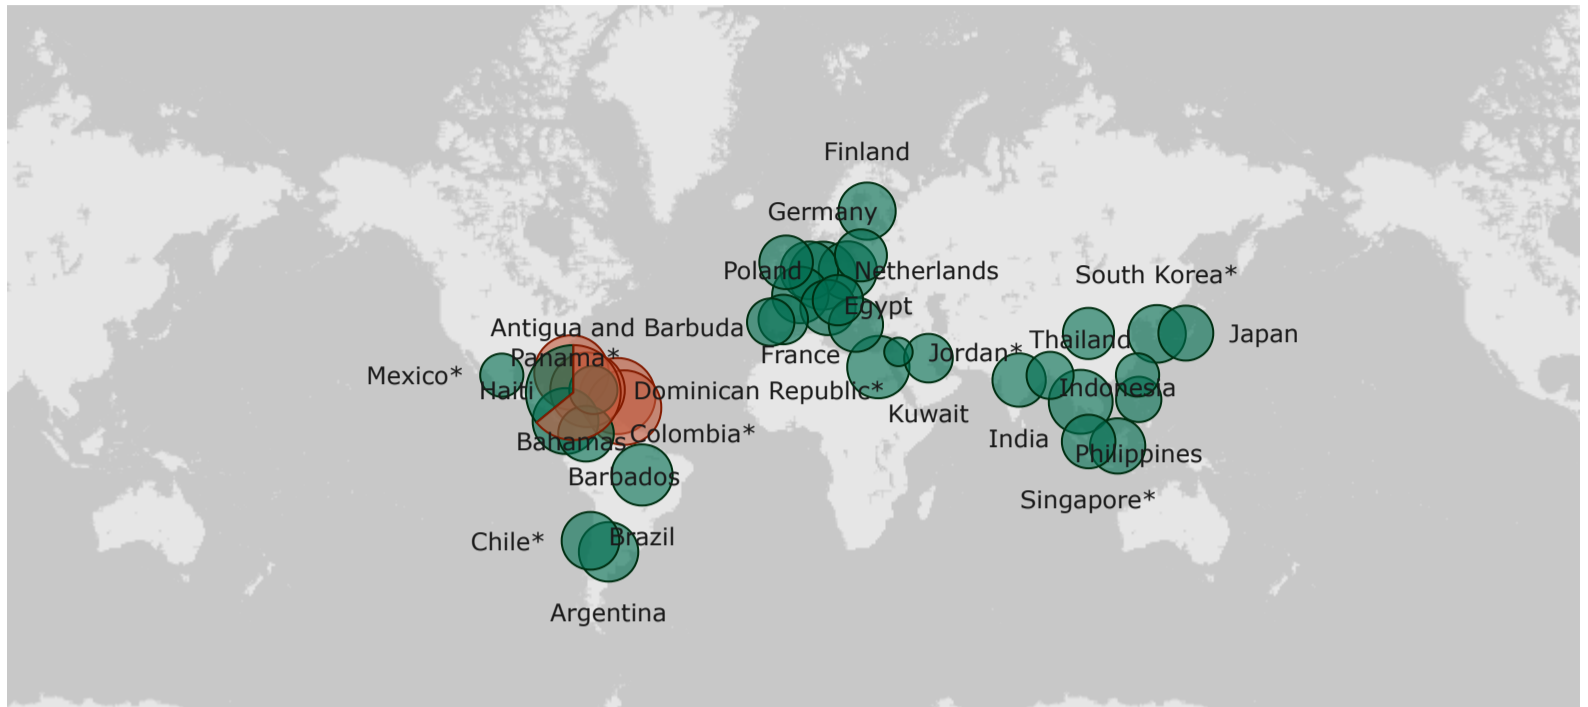 Finland
Germany
Poland
Netherlands
South Korea*
Egypt
Antigua and Barbuda
Thailand
Japan
France
Jordan*
Panama*
Mexico*
Haiti
Dominican Republic*
Indonesia
Kuwait
Bahamas
Colombia*
India
Philippines
Barbados
Singapore*
Chile*
Brazil
Argentina